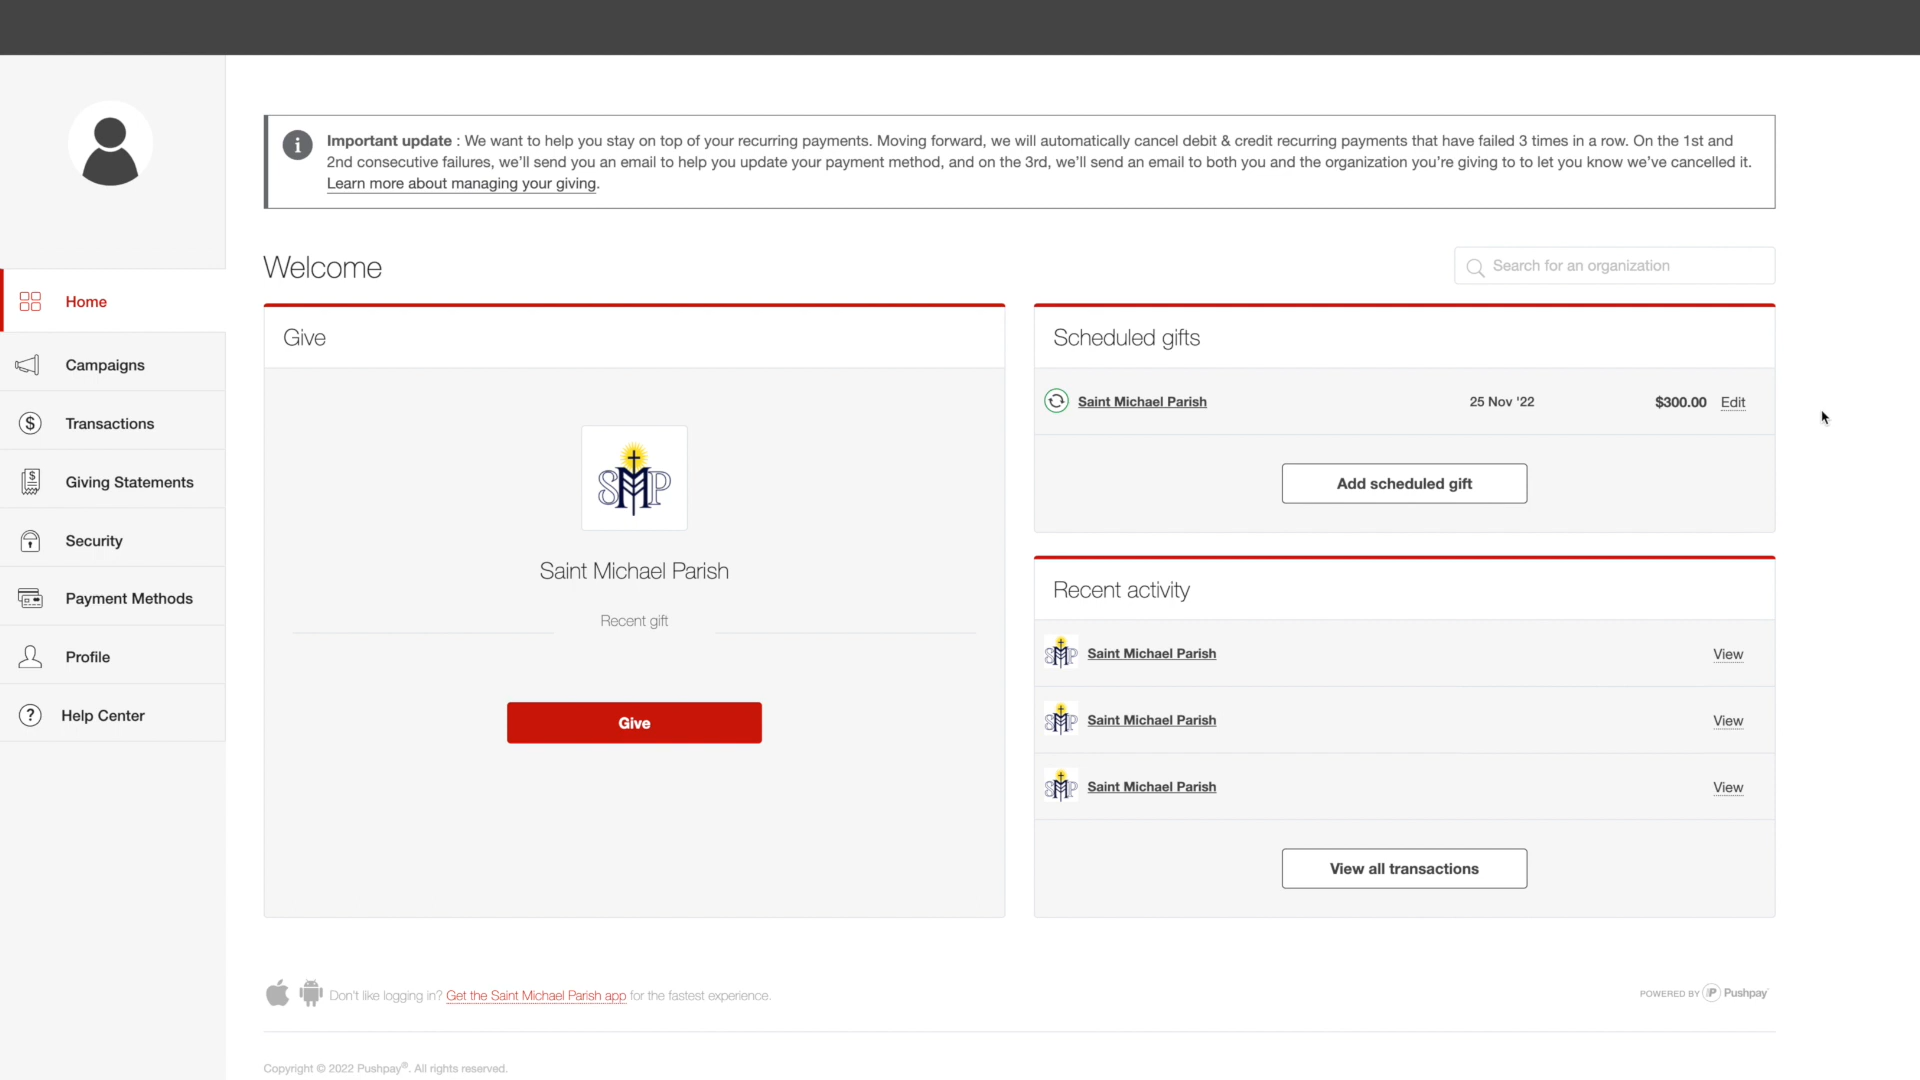 Important update : We want to help you stay on top of your recurring payments. Moving forward, we will automatically cancel debit & credit recurring payments that have failed 3 times in a row. On the 1st and
2nd consecutive failures, we'll send you an email to help you update your payment method, and on the 3rd, we'll send an email to both you and the organization you're giving to to let you know we've cancelled it.
Learn more about managing your giving.
Welcome
Search for an organization
Home
Campaigns
Transactions
Giving Statements
Security
Payment Methods
Profile
Help Center
Give
SMP
Saint Michael Parish
Recent gift
Give
Scheduled gifts
Saint Michael Parish 25 Nov '22 $300.00 Edit
Add scheduled gift
Recent activity
SMP Saint Michael Parish View
SMP Saint Michael Parish View
SMP Saint Michael Parish View
View all transactions
Don't like logging in? Get the Saint Michael Parish app for the fastest experience.
POWERED BY Pushpay
Copyright © 2022 Pushpay®. All rights reserved.